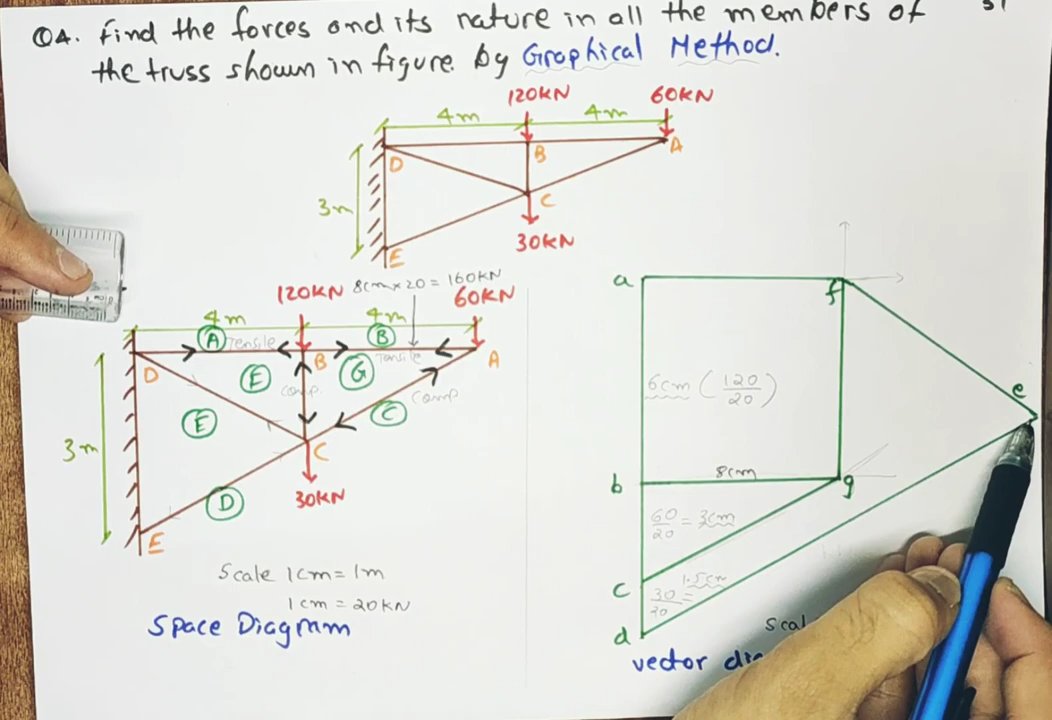 Q4. find the forces and its nature in all the members of
the truss shown in figure by Graphical Method.
120KN 60KN
4m 4m
D B A
3m
C
30KN
E
8cm×20 = 160KN
120KN 60KN
4m 4m
A Tensile B
B Tensile A
D E comp. G
comp.
F C
3m
C
D 30KN
E
Scale 1cm = 1m
1cm = 20KN
Space Diagram
a f
6cm (120/20)
e
b 8cm g
60/20 = 3cm
c 30/20 = 1.5cm
d
Scal
vector dia